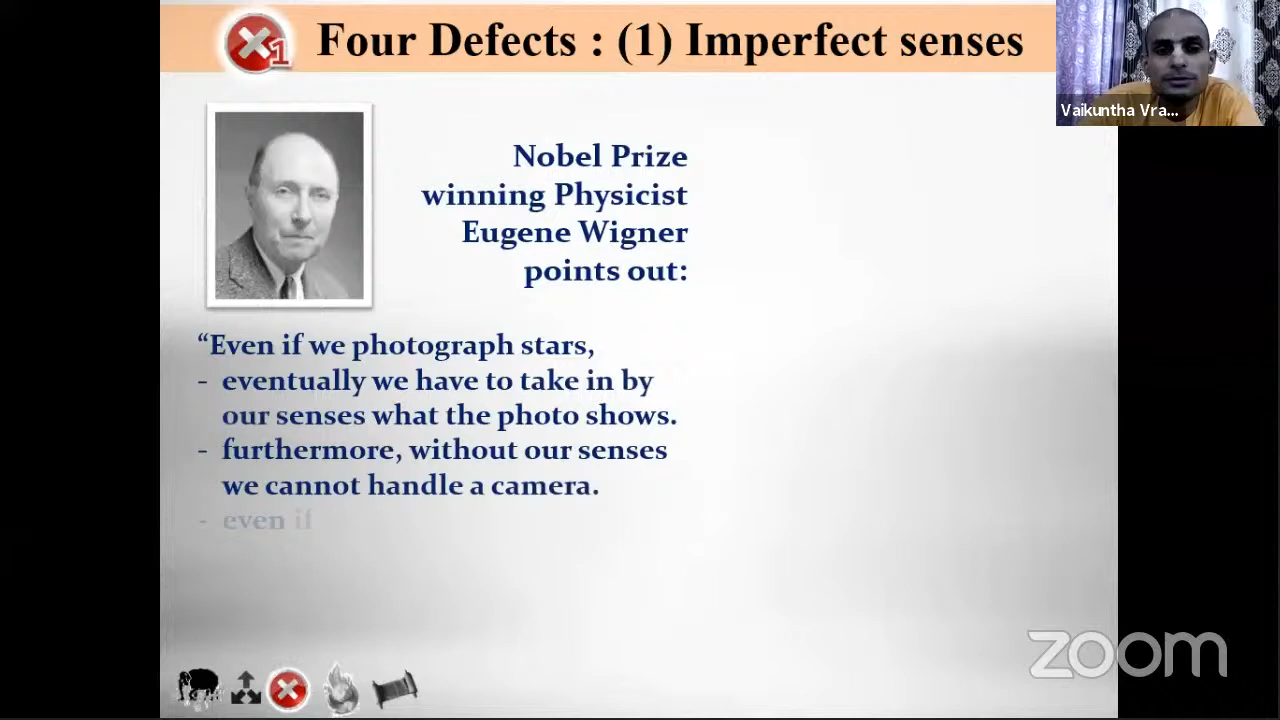 Four Defects : (1) Imperfect senses
1
Vaikuntha Vra...
Nobel Prize
winning Physicist
Eugene Wigner
points out:
“Even if we photograph stars,
- eventually we have to take in by
our senses what the photo shows.
- furthermore, without our senses
we cannot handle a camera.
- even if
zoom